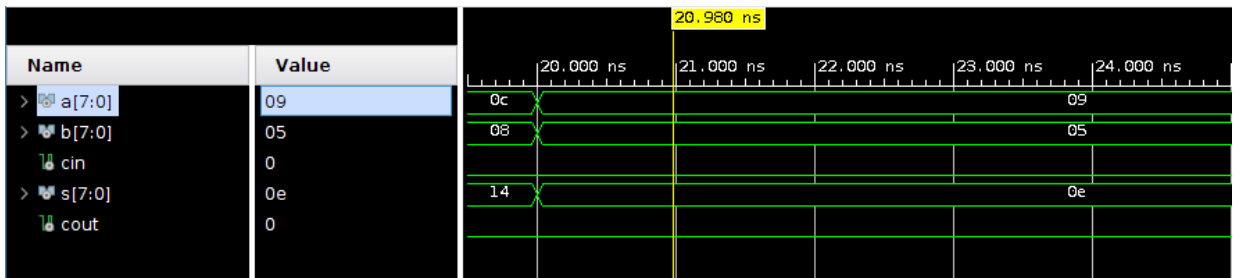 20.980 ns
Name Value
20.000 ns 21.000 ns 22.000 ns 23.000 ns 24.000 ns
a[7:0] 09 0c 09
b[7:0] 05 08 05
cin 0
s[7:0] 0e 14 0e
cout 0